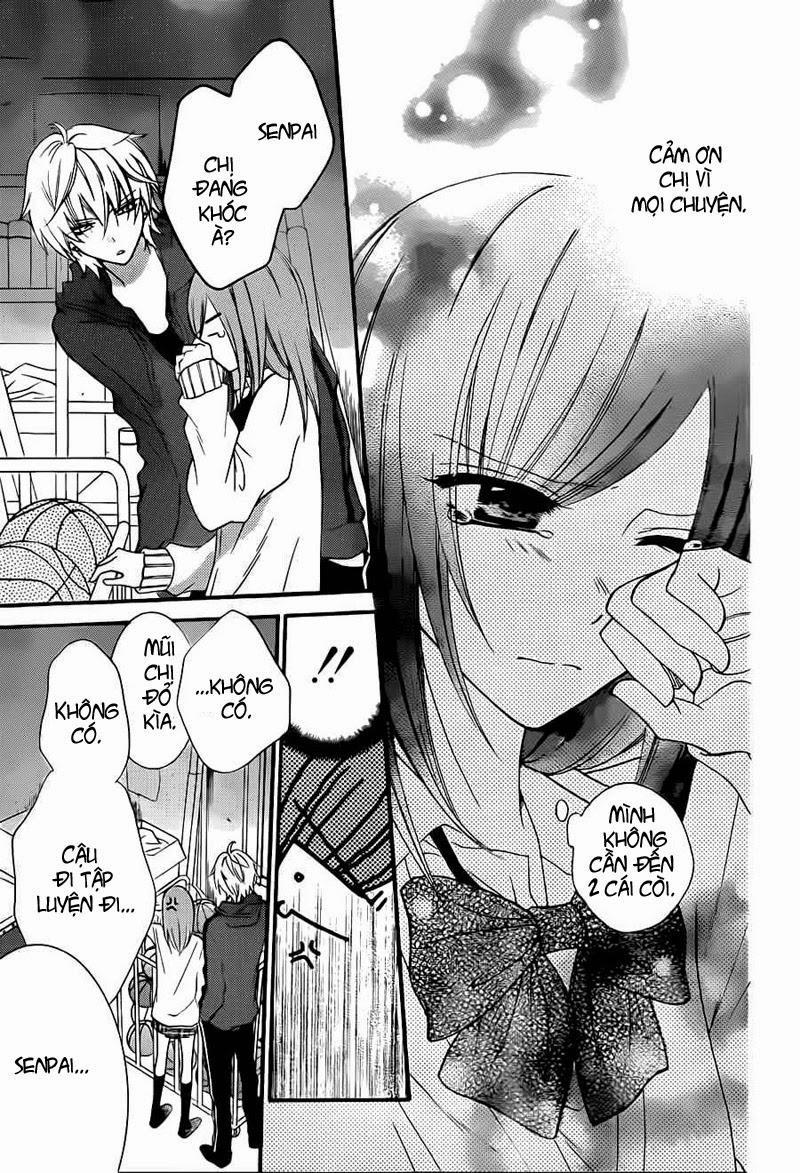 CẢM ƠN
CHỊ VÌ
MỌI CHUYỆN.
MÌNH
KHÔNG
CẦN ĐẾN
2 CÁI CÒI.
SENPAI
CHỊ
ĐANG
KHÓC
À?
!!
...KHÔNG
CÓ.
MŨI
CHỊ
ĐỎ
KÌA.
KHÔNG
CÓ.
CẬU
ĐI TẬP
LUYỆN ĐI...
SENPAI...